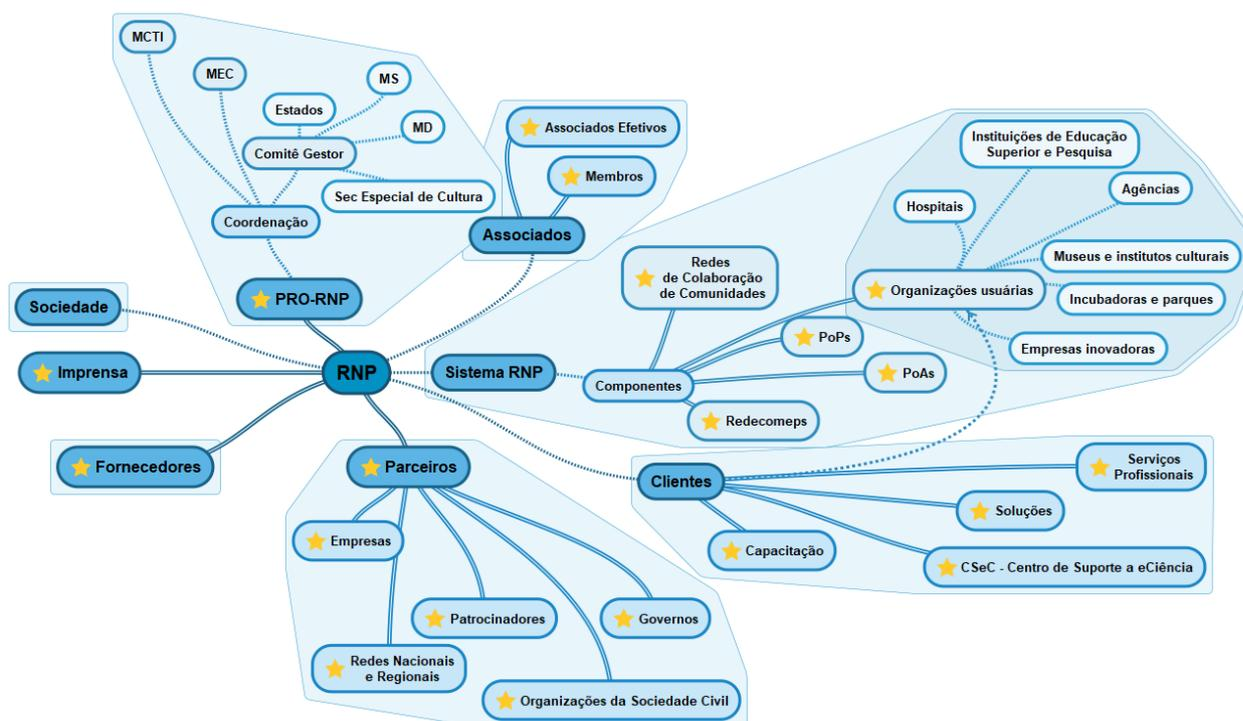 MCTI
MEC
MS
Estados
MD
Comitê Gestor
Sec Especial de Cultura
Coordenação
PRO-RNP
Associados Efetivos
Membros
Associados
Instituições de Educação
Superior e Pesquisa
Agências
Hospitais
Museus e institutos culturais
Organizações usuárias
Incubadoras e parques
Empresas inovadoras
Redes
de Colaboração
de Comunidades
PoPs
PoAs
Componentes
Redecomeps
Sistema RNP
Sociedade
Imprensa
RNP
Fornecedores
Parceiros
Empresas
Patrocinadores
Governos
Redes Nacionais
e Regionais
Organizações da Sociedade Civil
Clientes
Serviços
Profissionais
Soluções
Capacitação
CSeC - Centro de Suporte a eCiência